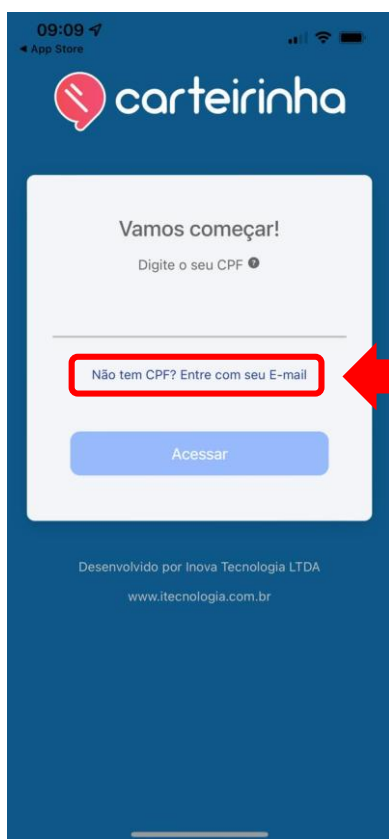 09:09
◀ App Store
carteirinha
Vamos começar!
Digite o seu CPF ?
Não tem CPF? Entre com seu E-mail
Acessar
Desenvolvido por Inova Tecnologia LTDA
www.itecnologia.com.br